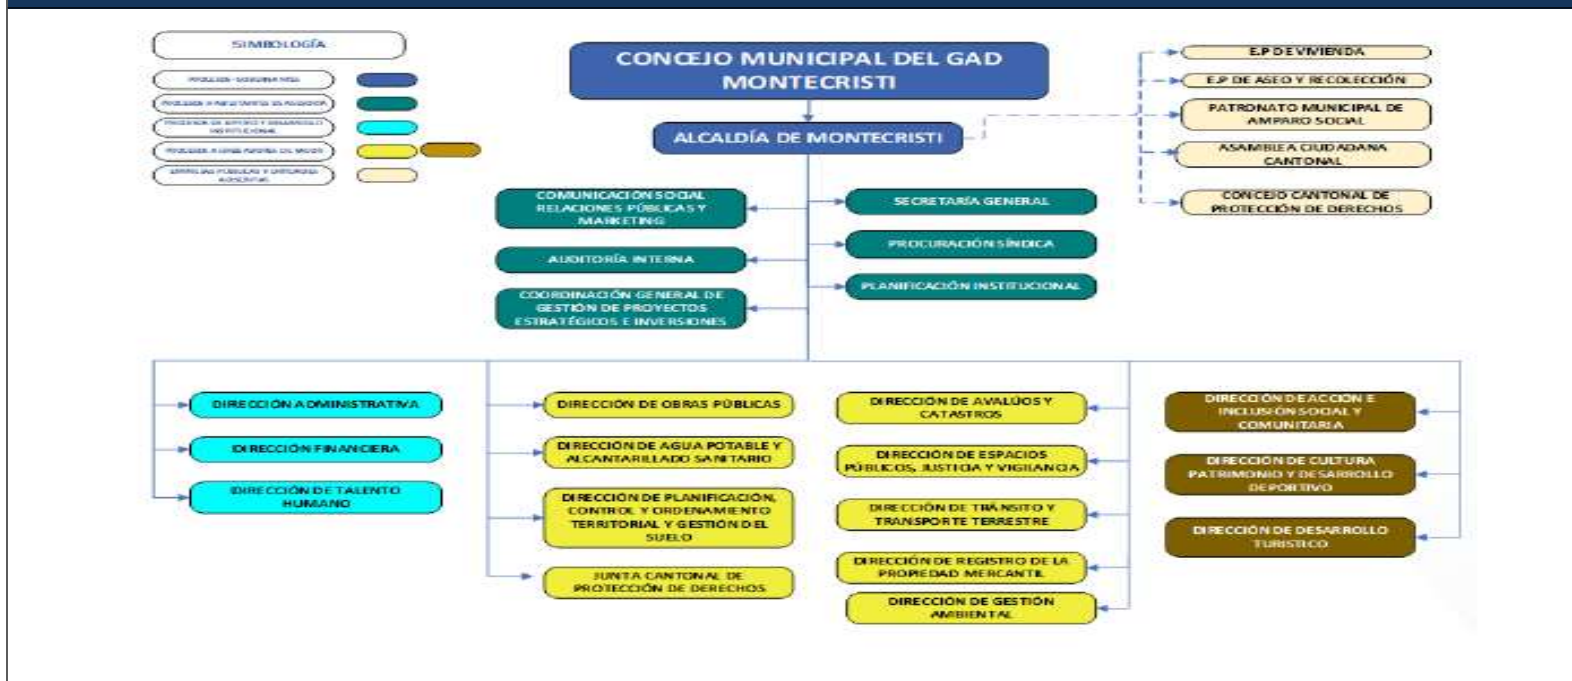 SIMBOLOGÍA
INSTITUCIONAL
CONCEJO MUNICIPAL DEL GAD
MONTECRISTI
ALCALDÍA DE MONTECRISTI
E.P DE VIVIENDA
E.P DE ASEO Y RECOLECCIÓN
PATRONATO MUNICIPAL DE
AMPARO SOCIAL
ASAMBLEA CIUDADANA
CANTONAL
CONCEJO CANTONAL DE
PROTECCIÓN DE DERECHOS
COMUNICACIÓN SOCIAL
RELACIONES PÚBLICAS Y
MARKETING
AUDITORÍA INTERNA
COORDINACIÓN GENERAL DE
GESTIÓN DE PROYECTOS
ESTRATÉGICOS E INVERSIONES
SECRETARÍA GENERAL
PROCURACIÓN SÍNDICA
PLANIFICACIÓN INSTITUCIONAL
DIRECCIÓN ADMINISTRATIVA
DIRECCIÓN FINANCIERA
DIRECCIÓN DE TALENTO
HUMANO
DIRECCIÓN DE OBRAS PÚBLICAS
DIRECCIÓN DE AGUA POTABLE Y
ALCANTARILLADO SANITARIO
DIRECCIÓN DE PLANIFICACIÓN,
CONTROL Y ORDENAMIENTO
TERRITORIAL Y GESTIÓN DEL
SUELO
JUNTA CANTONAL DE
PROTECCIÓN DE DERECHOS
DIRECCIÓN DE AVALÚOS Y
CATASTROS
DIRECCIÓN DE ESPACIOS
PÚBLICOS, JUSTICIA Y VIGILANCIA
DIRECCIÓN DE TRÁNSITO Y
TRANSPORTE TERRESTRE
DIRECCIÓN DE REGISTRO DE LA
PROPIEDAD MERCANTIL
DIRECCIÓN DE GESTIÓN
AMBIENTAL
DIRECCIÓN DE ACCIÓN E
INCLUSIÓN SOCIAL Y
COMUNITARIA
DIRECCIÓN DE CULTURA
PATRIMONIO Y DESARROLLO
DEPORTIVO
DIRECCIÓN DE DESARROLLO
TURISTICO